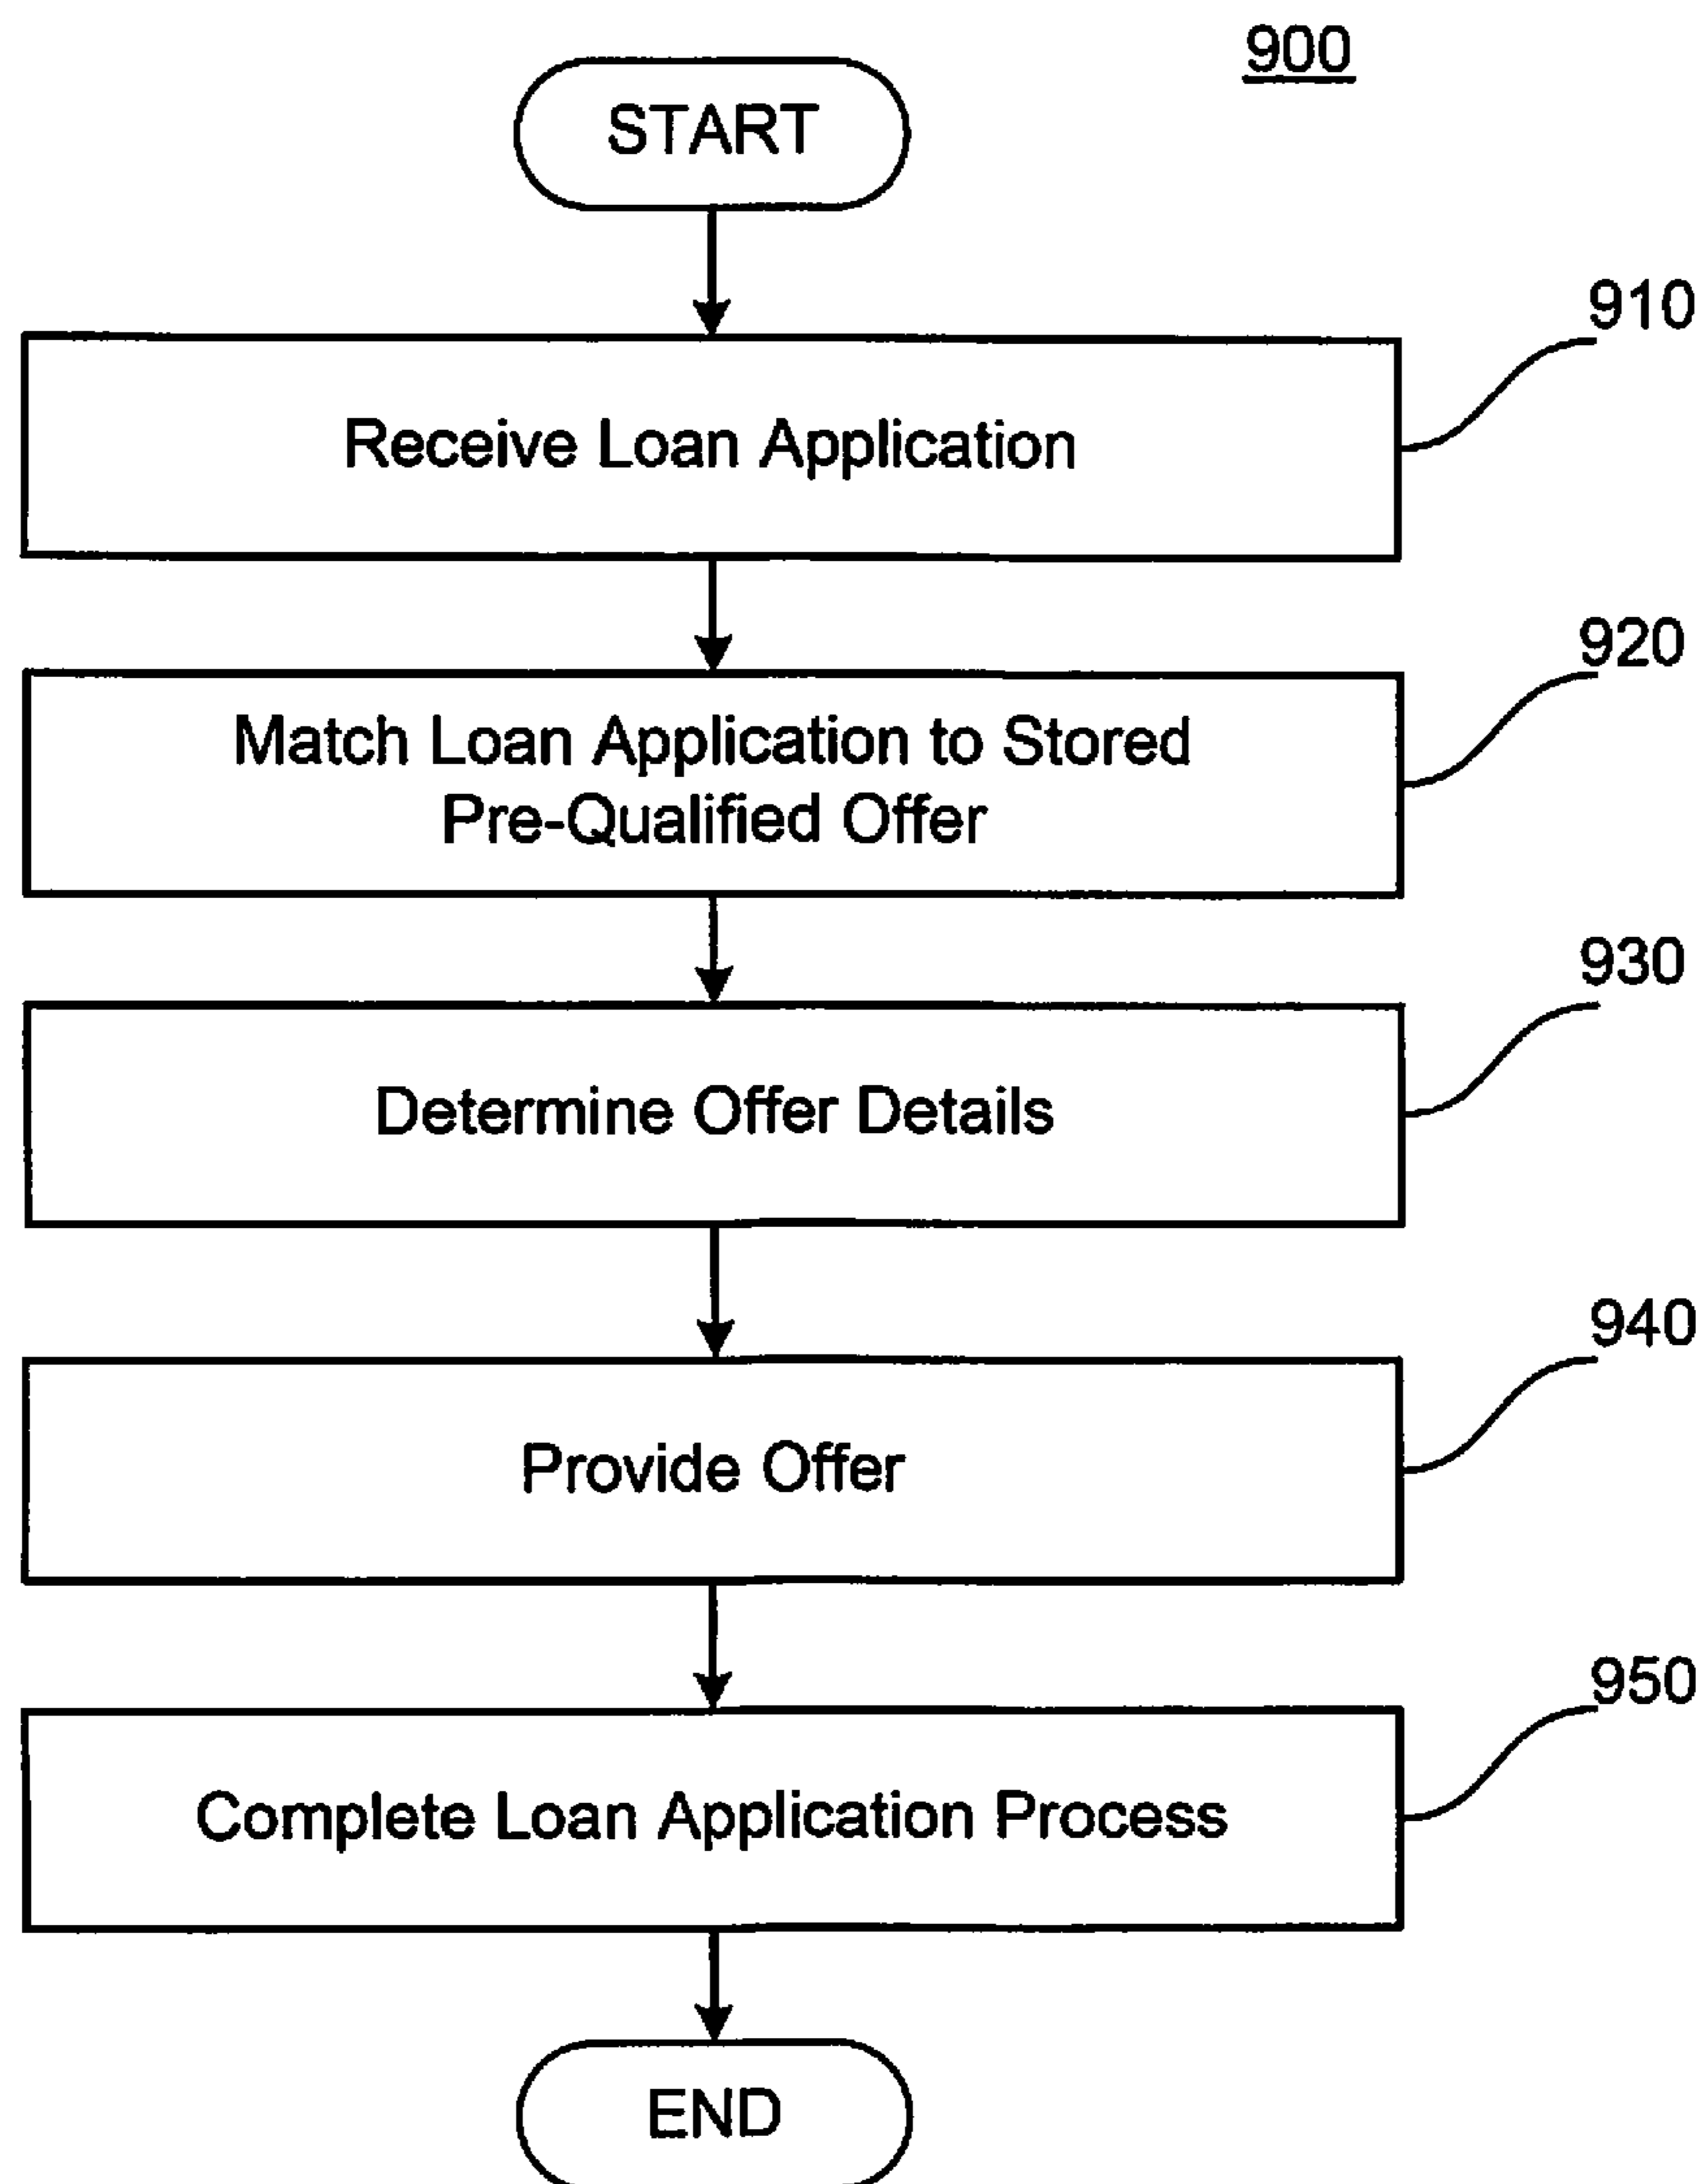 900
START
910
Receive Loan Application
920
Match Loan Application to Stored
Pre-Qualified Offer
930
Determine Offer Details
940
Provide Offer
950
Complete Loan Application Process
END